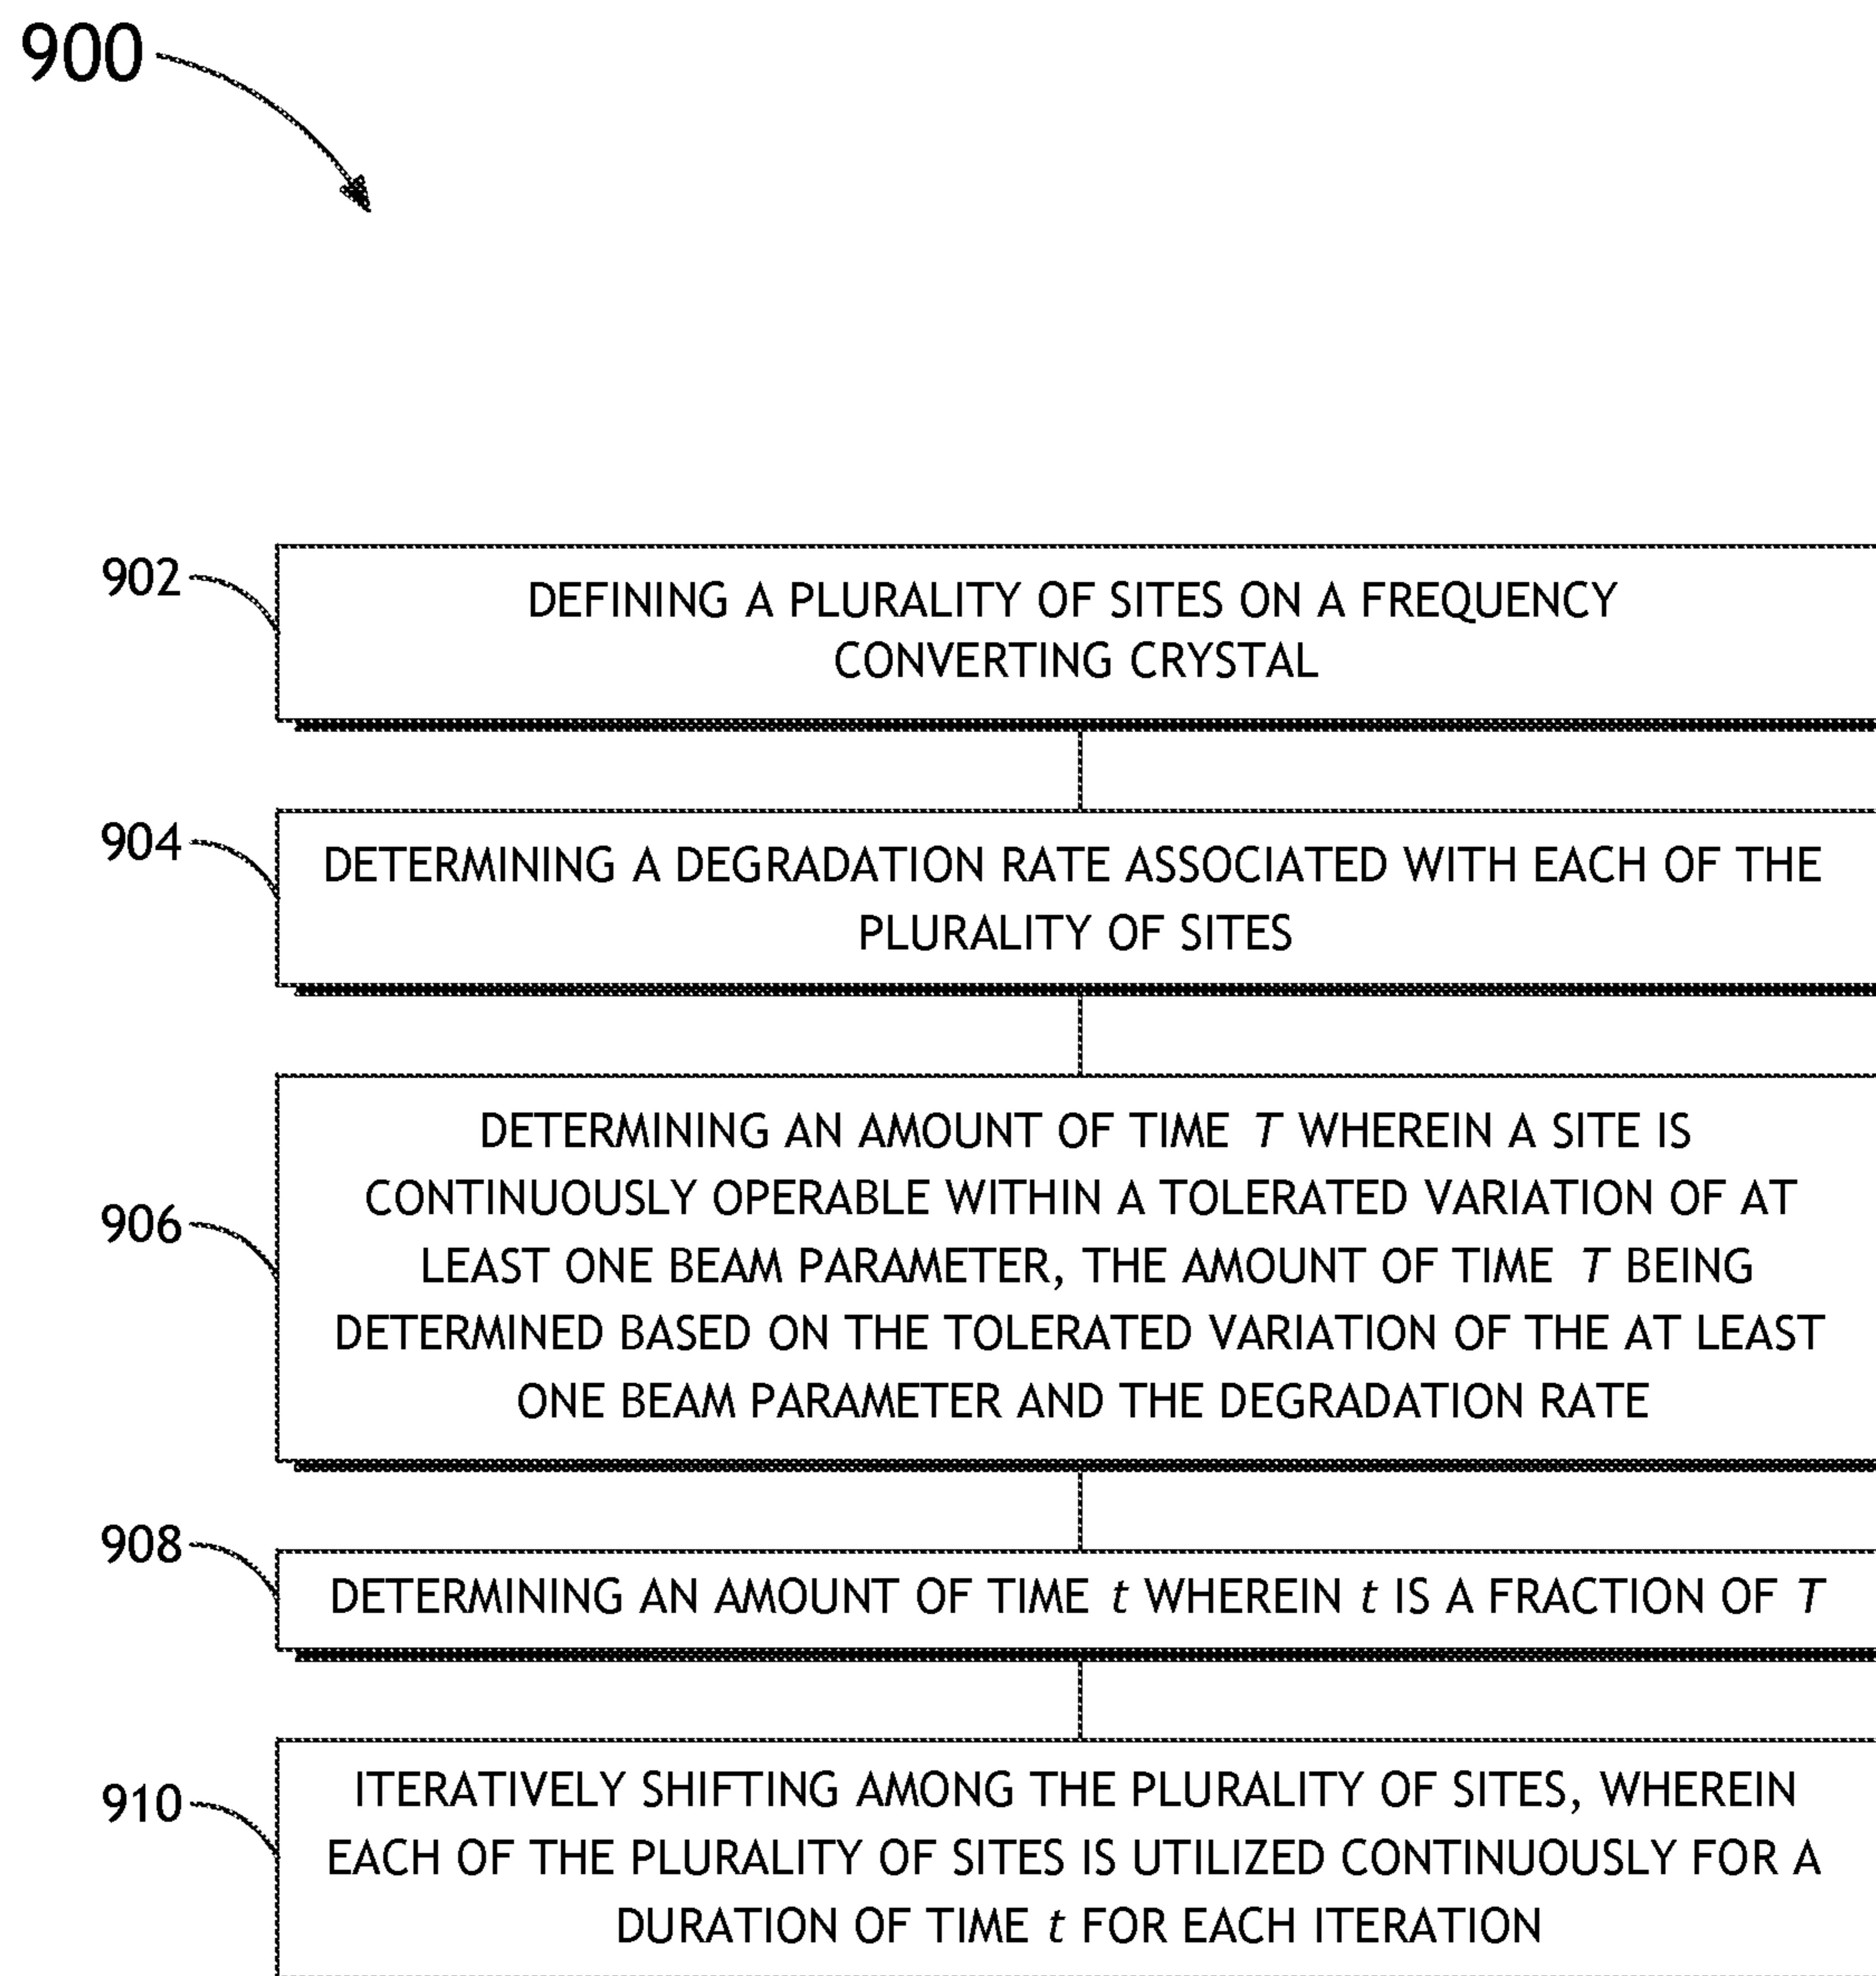 900
902
DEFINING A PLURALITY OF SITES ON A FREQUENCY
CONVERTING CRYSTAL
904
DETERMINING A DEGRADATION RATE ASSOCIATED WITH EACH OF THE
PLURALITY OF SITES
906
DETERMINING AN AMOUNT OF TIME T WHEREIN A SITE IS
CONTINUOUSLY OPERABLE WITHIN A TOLERATED VARIATION OF AT
LEAST ONE BEAM PARAMETER, THE AMOUNT OF TIME T BEING
DETERMINED BASED ON THE TOLERATED VARIATION OF THE AT LEAST
ONE BEAM PARAMETER AND THE DEGRADATION RATE
908
DETERMINING AN AMOUNT OF TIME t WHEREIN t IS A FRACTION OF T
910
ITERATIVELY SHIFTING AMONG THE PLURALITY OF SITES, WHEREIN
EACH OF THE PLURALITY OF SITES IS UTILIZED CONTINUOUSLY FOR A
DURATION OF TIME t FOR EACH ITERATION